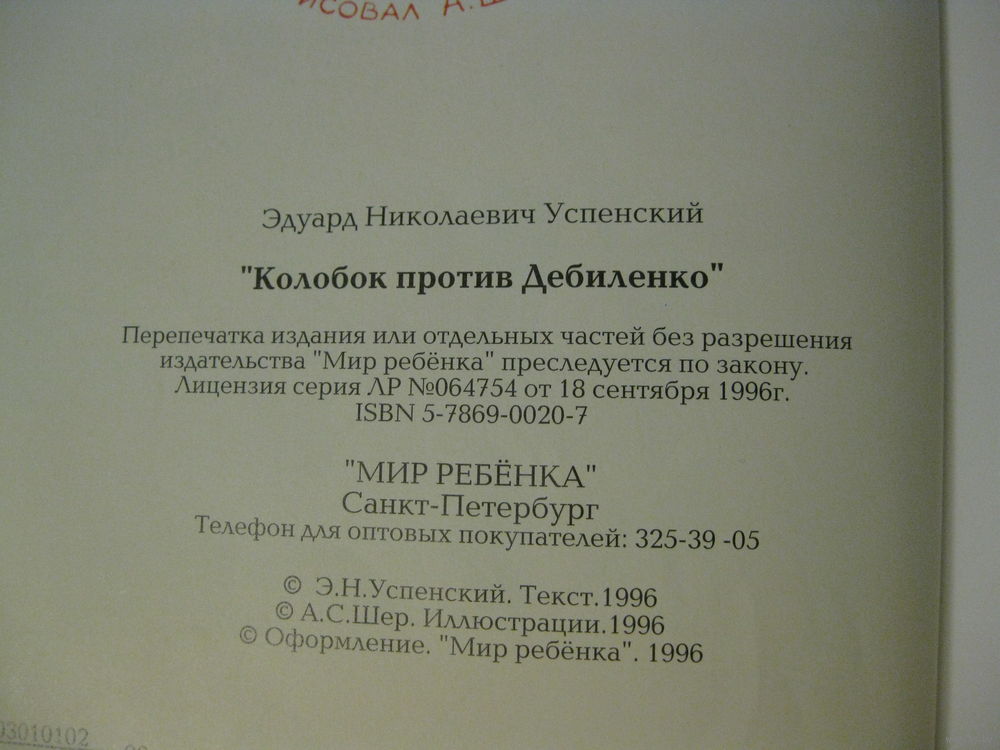 ИСОВАЛ А.Ш
Эдуард Николаевич Успенский
"Колобок против Дебиленко"
Перепечатка издания или отдельных частей без разрешения
издательства "Мир ребёнка" преследуется по закону.
Лицензия серия ЛР №064754 от 18 сентября 1996г.
ISBN 5-7869-0020-7
"МИР РЕБЁНКА"
Санкт-Петербург
Телефон для оптовых покупателей: 325-39 -05
© Э.Н.Успенский. Текст.1996
© А.С.Шер. Иллюстрации.1996
© Оформление. "Мир ребёнка". 1996
03010102